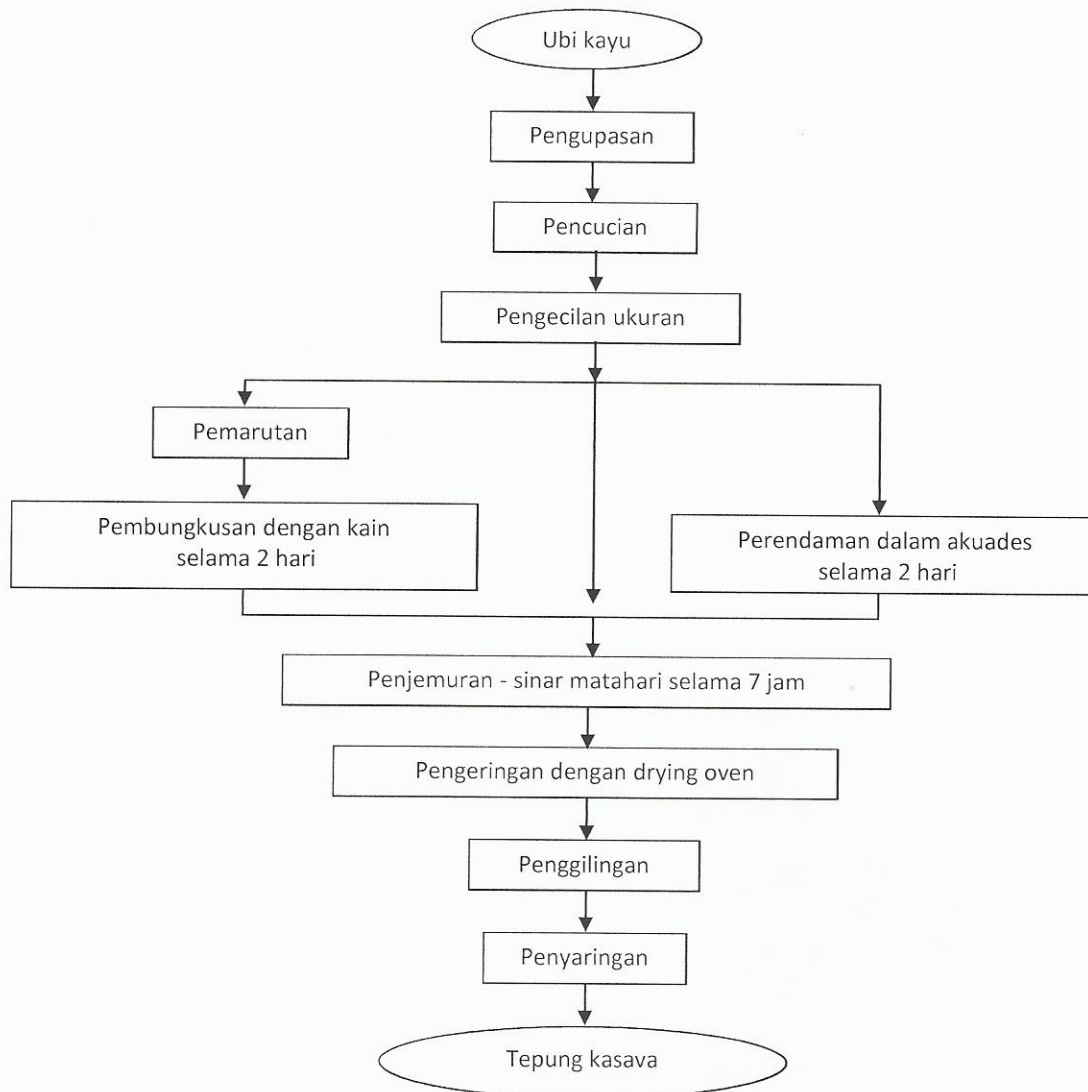 Ubi kayu
Pengupasan
Pencucian
Pengecilan ukuran
Pemarutan
Pembungkusan dengan kain
selama 2 hari
Perendaman dalam akuades
selama 2 hari
Penjemuran - sinar matahari selama 7 jam
Pengeringan dengan drying oven
Penggilingan
Penyaringan
Tepung kasava